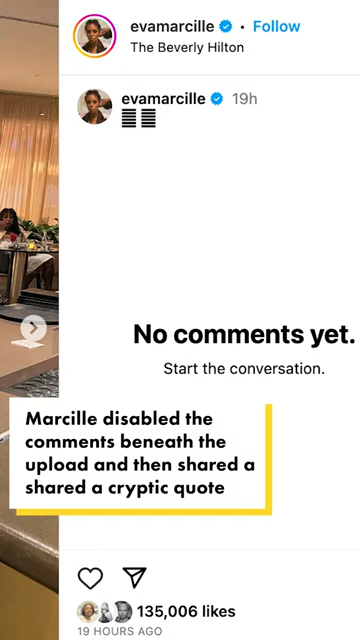 evamarcille • Follow
The Beverly Hilton
evamarcille 19h
No comments yet.
Start the conversation.
Marcille disabled the
comments beneath the
upload and then shared a
shared a cryptic quote
135,006 likes
19 HOURS AGO